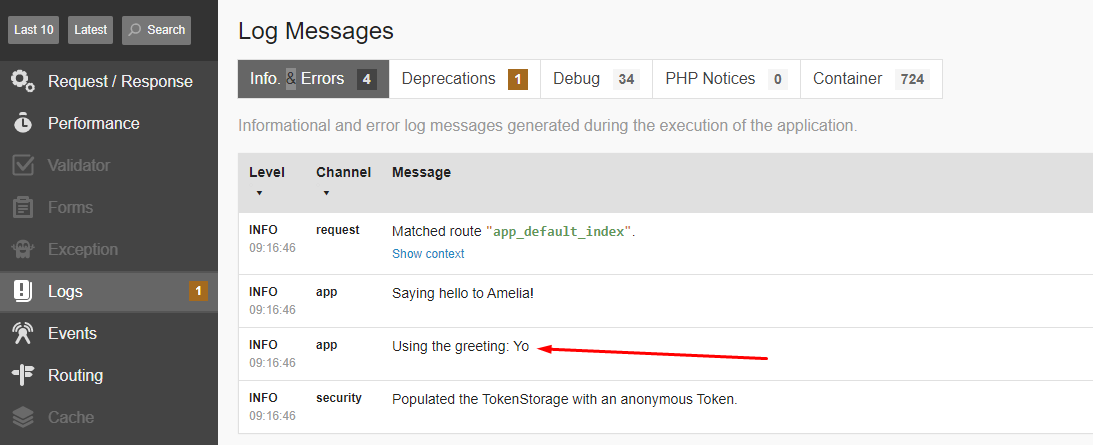 Last 10 Latest Search
Request / Response
Performance
Validator
Forms
Exception
Logs 1
Events
Routing
Cache
Log Messages
Info. & Errors 4 Deprecations 1 Debug 34 PHP Notices 0 Container 724
Informational and error log messages generated during the execution of the application.
Level Channel Message
INFO request Matched route "app_default_index".
09:16:46 Show context
INFO app Saying hello to Amelia!
09:16:46
INFO app Using the greeting: Yo
09:16:46
INFO security Populated the TokenStorage with an anonymous Token.
09:16:46